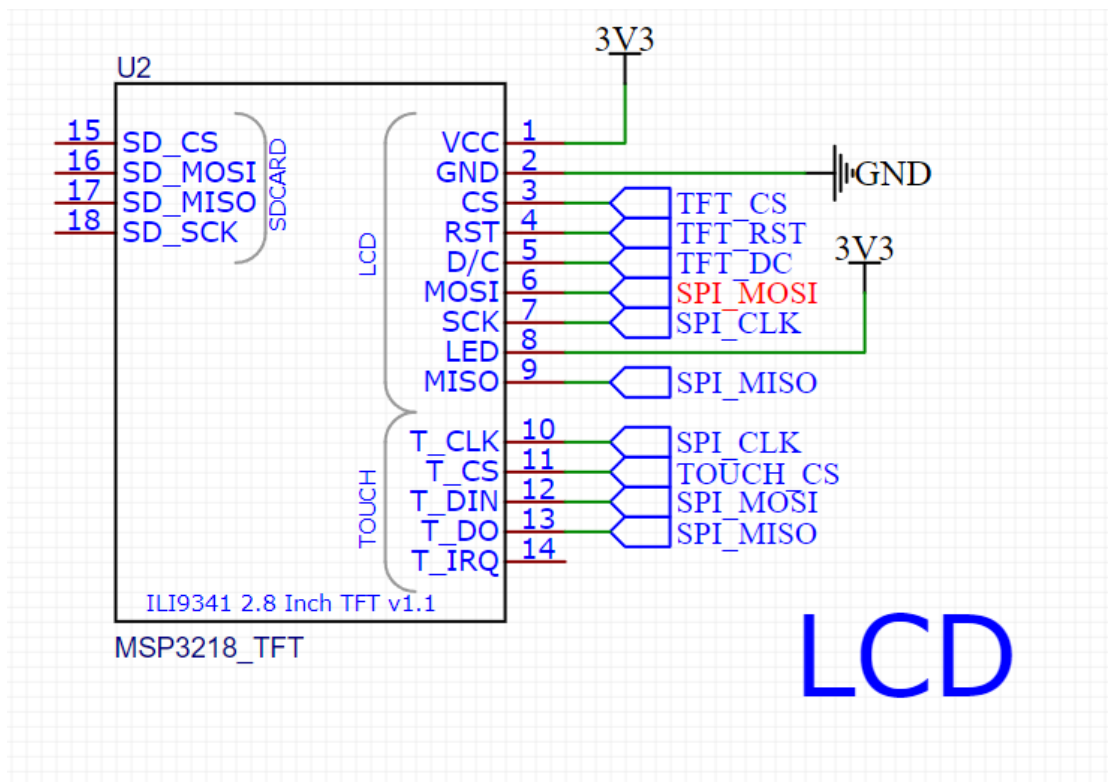 3V3
U2
15 SD_CS
16 SD_MOSI
17 SD_MISO
18 SD_SCK
SDCARD
LCD
VCC 1
GND 2 GND
CS 3 TFT_CS
RST 4 TFT_RST
D/C 5 TFT_DC
3V3
MOSI 6 SPI_MOSI
SCK 7 SPI_CLK
LED 8
MISO 9 SPI_MISO
TOUCH
T_CLK 10 SPI_CLK
T_CS 11 TOUCH_CS
T_DIN 12 SPI_MOSI
T_DO 13 SPI_MISO
T_IRQ 14
ILI9341 2.8 Inch TFT v1.1
MSP3218_TFT
LCD